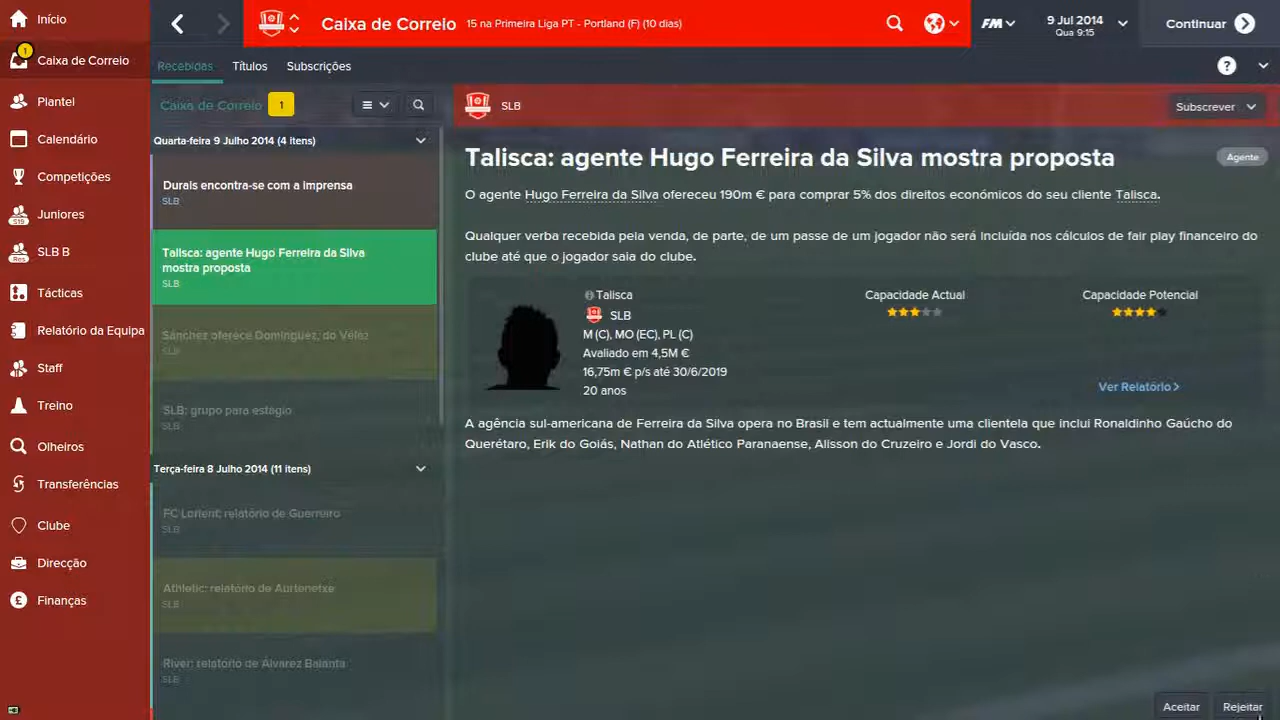 Início
1
Caixa de Correio
Plantel
Calendário
Competições
S19
Juniores
Res
SLB B
Tácticas
Relatório da Equipa
Staff
Treino
Olheiros
Transferências
Clube
Direcção
£
Finanças
Caixa de Correio
15 na Primeira Liga PT - Portland (F) (10 dias)
FM
9 Jul 2014
Qua 9:15
Continuar
Recebidas
Títulos
Subscrições
?
Caixa de Correio
1
Quarta-feira 9 Julho 2014 (4 itens)
Durais encontra-se com a imprensa
SLB
Talisca: agente Hugo Ferreira da Silva
mostra proposta
SLB
Sánchez oferece Domínguez, do Vélez
SLB
SLB: grupo para estágio
SLB
Terça-feira 8 Julho 2014 (11 itens)
FC Lorient: relatório de Guerreiro
SLB
Athletic: relatório de Aurtenetxe
SLB
River: relatório de Álvarez Balanta
SLB
SLB
Subscrever
Talisca: agente Hugo Ferreira da Silva mostra proposta
Agente
O agente Hugo Ferreira da Silva ofereceu 190m € para comprar 5% dos direitos económicos do seu cliente Talisca.
Qualquer verba recebida pela venda, de parte, de um passe de um jogador não será incluída nos cálculos de fair play financeiro do
clube até que o jogador saia do clube.
Talisca
SLB
M (C), MO (EC), PL (C)
Avaliado em 4,5M €
16,75m € p/s até 30/6/2019
20 anos
Capacidade Actual
Capacidade Potencial
Ver Relatório >
A agência sul-americana de Ferreira da Silva opera no Brasil e tem actualmente uma clientela que inclui Ronaldinho Gaúcho do
Querétaro, Erik do Goiás, Nathan do Atlético Paranaense, Alisson do Cruzeiro e Jordi do Vasco.
Aceitar
Rejeitar